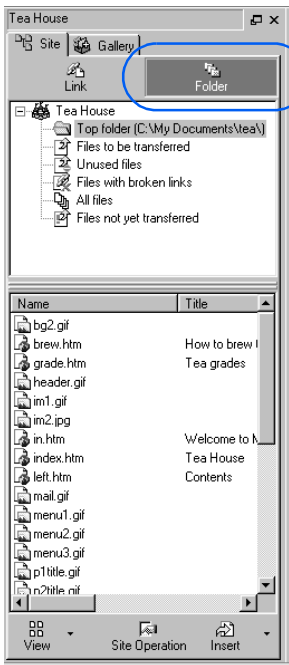 Tea House
Site
Gallery
Link
Folder
Tea House
Top folder (C:\My Documents\tea\)
Files to be transferred
Unused files
Files with broken links
All files
Files not yet transferred
Name Title
bg2.gif
brew.htm How to brew
grade.htm Tea grades
header.gif
im1.gif
im2.jpg
in.htm Welcome to
index.htm Tea House
left.htm Contents
mail.gif
menu1.gif
menu2.gif
menu3.gif
p1title.gif
p2title.gif
View Site Operation Insert